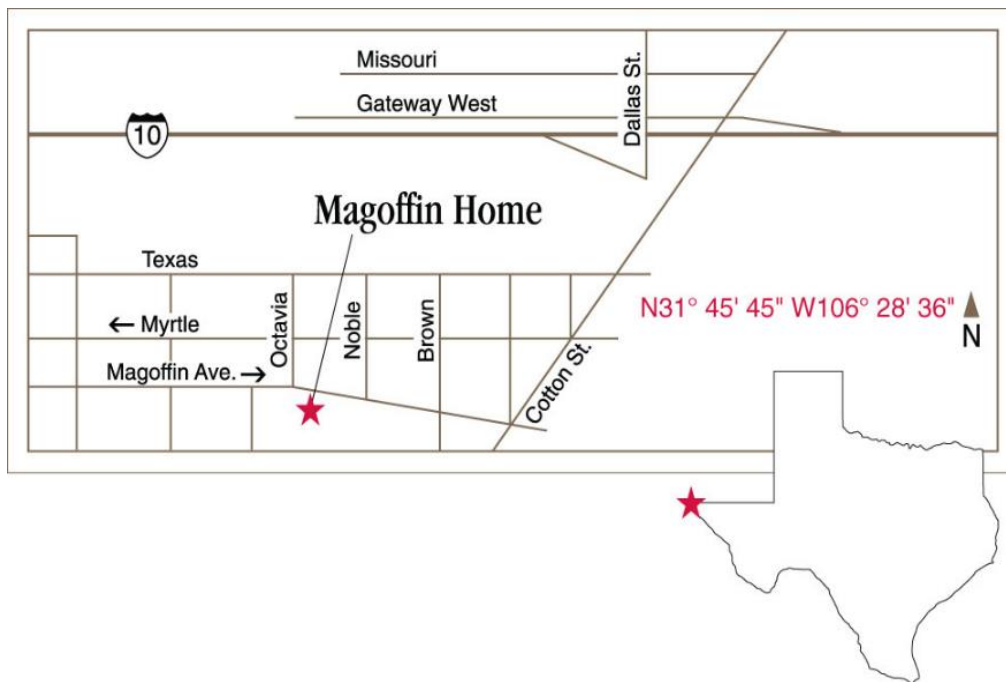 Missouri
Gateway West
Dallas St.
10
Magoffin Home
Texas
Octavia
Noble
Brown
N31° 45' 45" W106° 28' 36"
N
← Myrtle
Magoffin Ave. →
Cotton St.